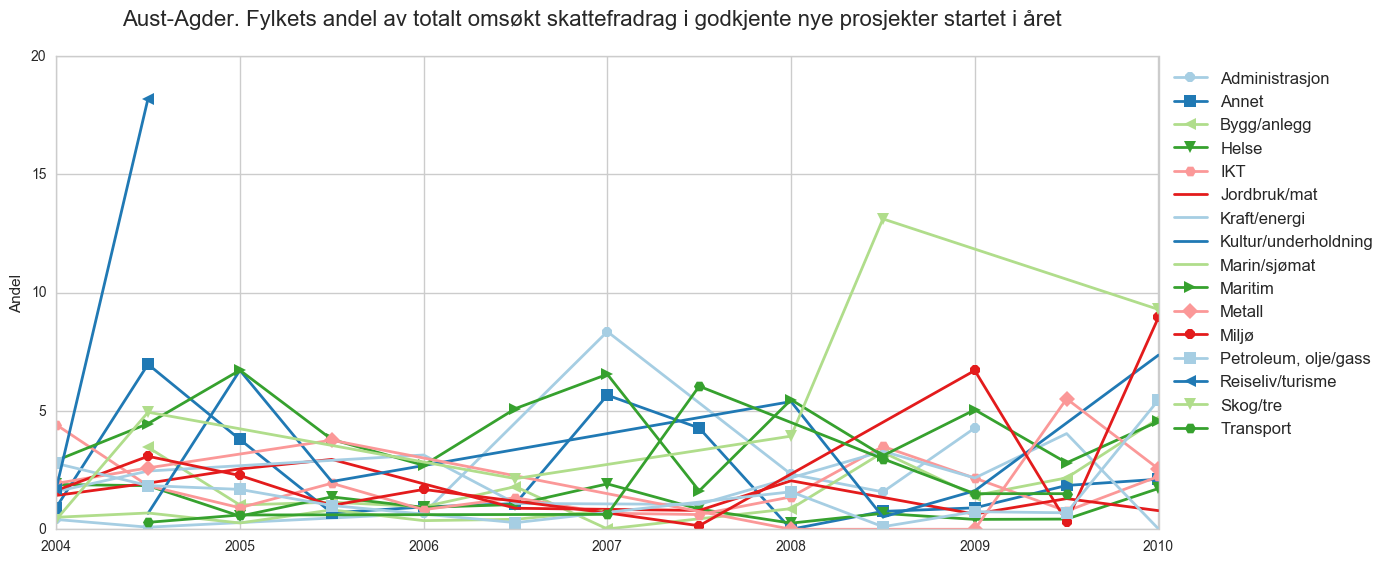 Aust-Agder. Fylkets andel av totalt omsøkt skattefradrag i godkjente nye prosjekter startet i året
20
15
10
5
0
Andel
2004
2005
2006
2007
2008
2009
2010
Administrasjon
Annet
Bygg/anlegg
Helse
IKT
Jordbruk/mat
Kraft/energi
Kultur/underholdning
Marin/sjømat
Maritim
Metall
Miljø
Petroleum, olje/gass
Reiseliv/turisme
Skog/tre
Transport